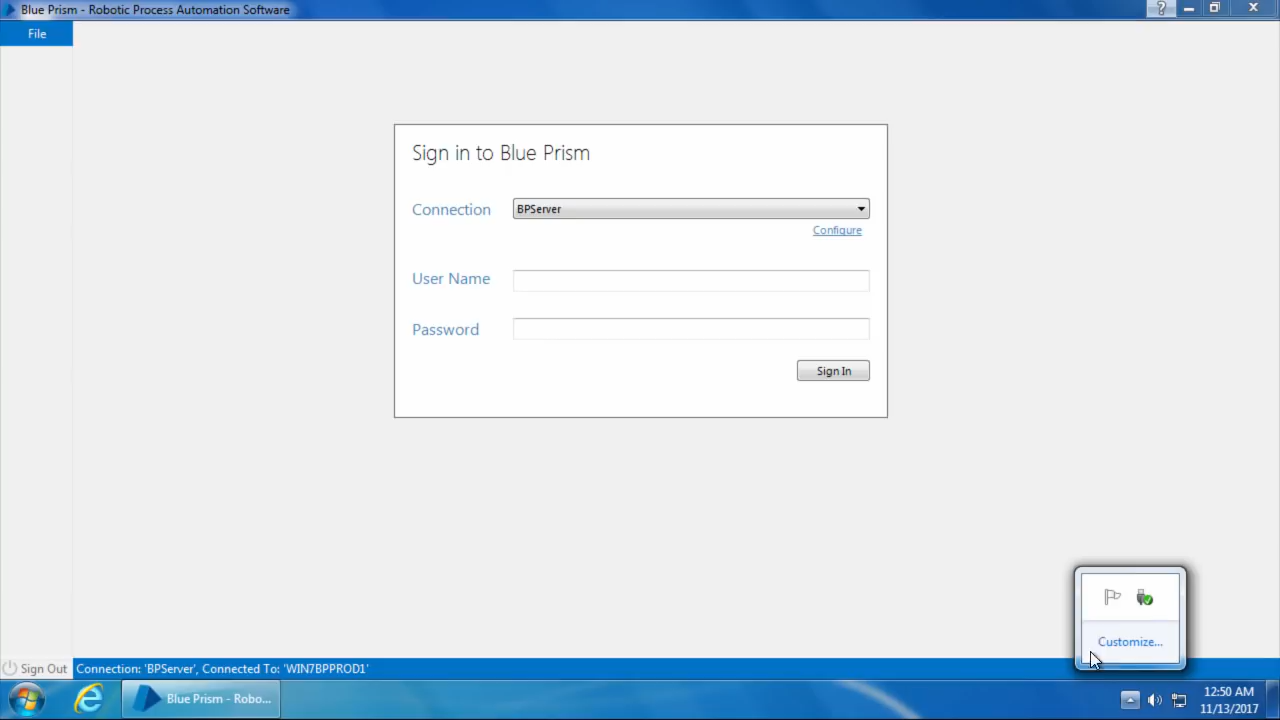 Blue Prism - Robotic Process Automation Software
?
File
Sign in to Blue Prism
Connection
BPServer
Configure
User Name
Password
Sign In
Customize...
Sign Out
Connection: 'BPServer', Connected To: 'WIN7BPPROD1'
Blue Prism - Robo...
12:50 AM
11/13/2017